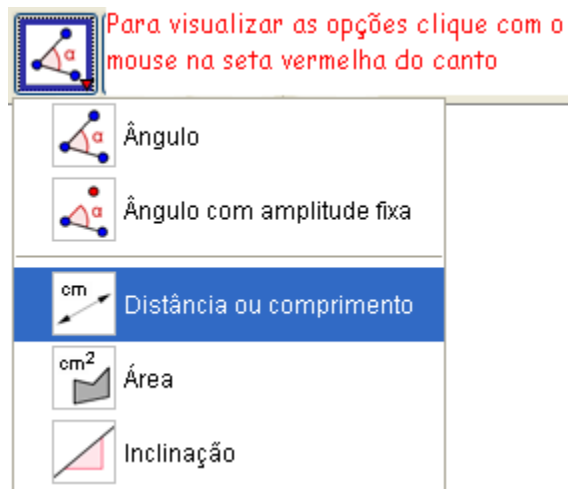 Para visualizar as opções clique com o
mouse na seta vermelha do canto
α
α Ângulo
α Ângulo com amplitude fixa
cm Distância ou comprimento
cm² Área
Inclinação